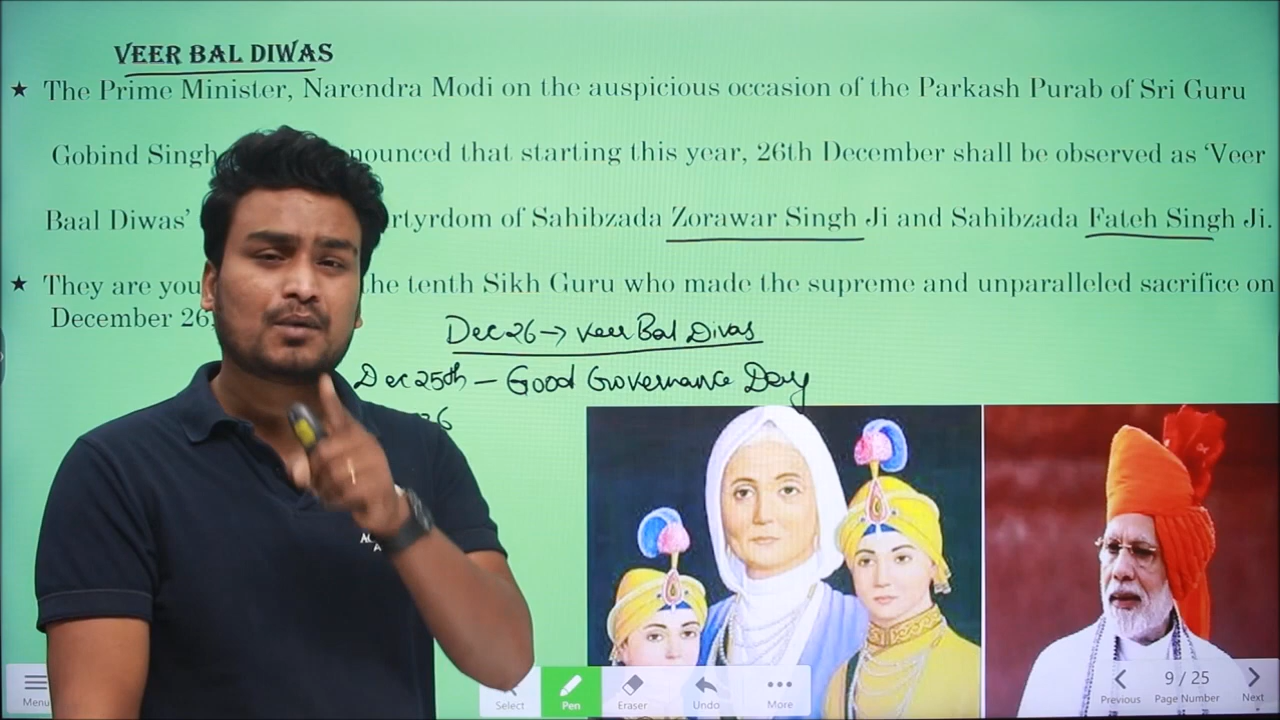 VEER BAL DIWAS
★ The Prime Minister, Narendra Modi on the auspicious occasion of the Parkash Purab of Sri Guru
Gobind Singh nounced that starting this year, 26th December shall be observed as ‘Veer
Baal Diwas’ rtyrdom of Sahibzada Zorawar Singh Ji and Sahibzada Fateh Singh Ji.
★ They are you the tenth Sikh Guru who made the supreme and unparalleled sacrifice on
December 26,
Dec 26 → Veer Bal Divas
Dec 25th – Good Governance Day
26
Menu
Select
Pen
Eraser
Undo
More
Previous
9 / 25
Page Number
Next